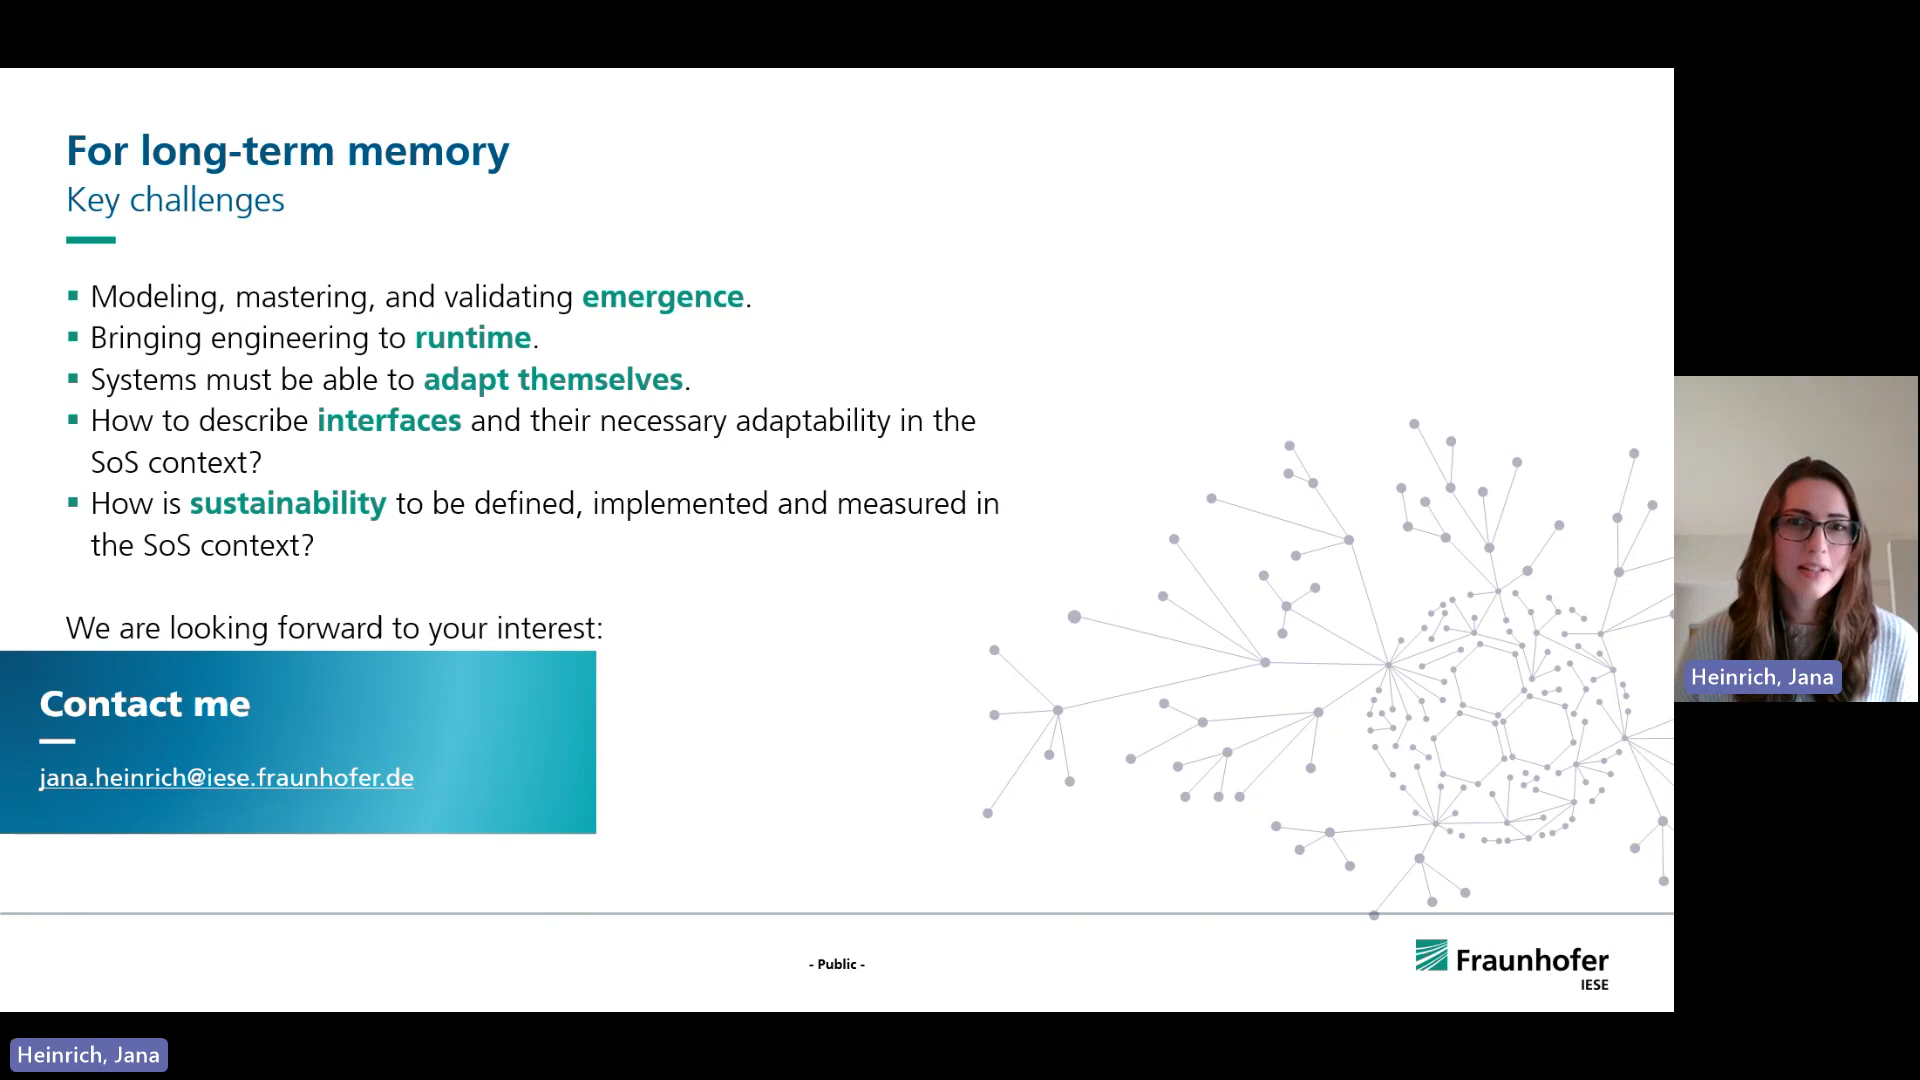 For long-term memory
Key challenges
Modeling, mastering, and validating emergence.
Bringing engineering to runtime.
Systems must be able to adapt themselves.
How to describe interfaces and their necessary adaptability in the
SoS context?
How is sustainability to be defined, implemented and measured in
the SoS context?
We are looking forward to your interest:
Contact me
jana.heinrich@iese.fraunhofer.de
- Public -
Fraunhofer
IESE
Heinrich, Jana
Heinrich, Jana